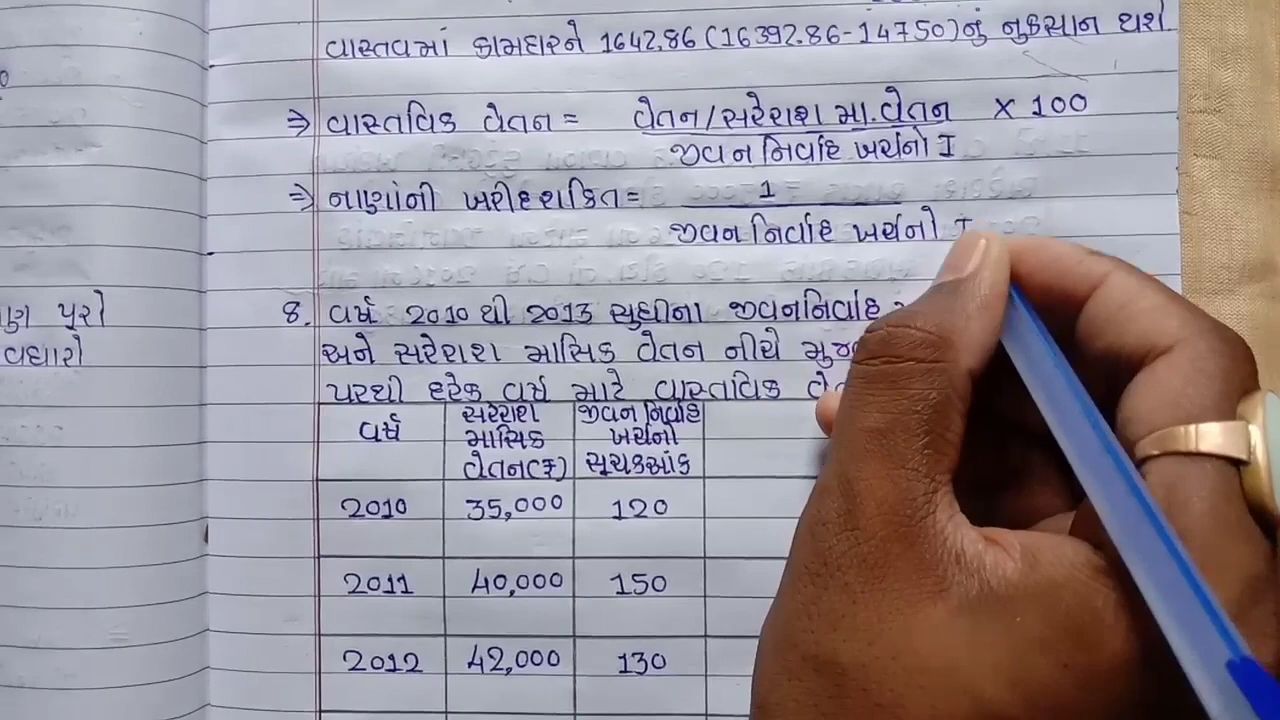 વાસ્તવમાં કામદારને 1642.86 (16392.86-14750)નું નુકસાન થશે
⇒ વાસ્તવિક વેતન = વેતન/સરેરાશ મા.વેતન × 100
જીવન નિર્વાહ ખર્ચનો I
⇒ નાણાંની ખરીદશક્તિ = 1
જીવન નિર્વાહ ખર્ચનો I
પૂરો
વધારો
8. વર્ષ 2010 થી 2013 સુધીના જીવનનિર્વાહ
અને સરેરાશ માસિક વેતન નીચે
પરથી દરેક વર્ષ માટે વાસ્તવિક
વર્ષ સરેરાશ માસિક વેતન(₹) જીવન નિર્વાહ ખર્ચનો સૂચકઆંક
2010 35,000 120
2011 40,000 150
2012 42,000 130